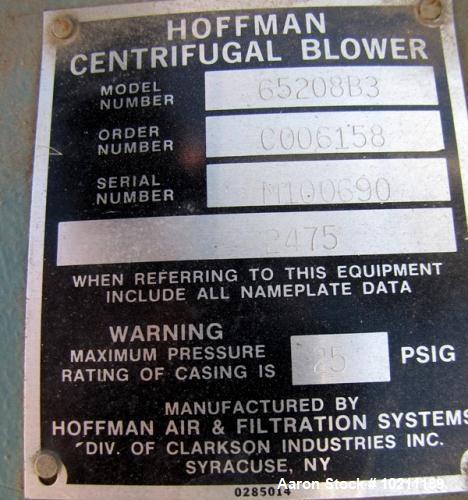 HOFFMAN
CENTRIFUGAL BLOWER
MODEL NUMBER 65208B3
ORDER NUMBER C006158
SERIAL NUMBER M100690
2475
WHEN REFERRING TO THIS EQUIPMENT
INCLUDE ALL NAMEPLATE DATA
WARNING
MAXIMUM PRESSURE
RATING OF CASING IS 25 PSIG
MANUFACTURED BY
HOFFMAN AIR & FILTRATION SYSTEMS
DIV. OF CLARKSON INDUSTRIES INC.
SYRACUSE, NY
0285014
Aaron Stock# 10211189